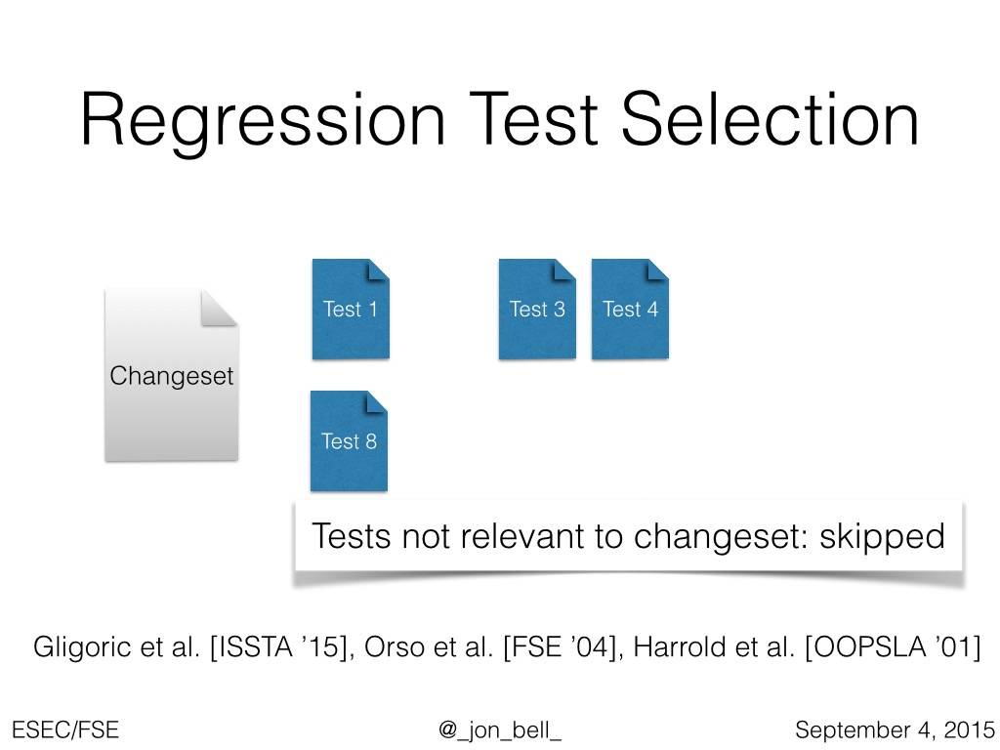 Regression Test Selection
Changeset
Test 1
Test 3
Test 4
Test 8
Tests not relevant to changeset: skipped
Gligoric et al. [ISSTA ’15], Orso et al. [FSE ’04], Harrold et al. [OOPSLA ’01]
ESEC/FSE
@_jon_bell_
September 4, 2015